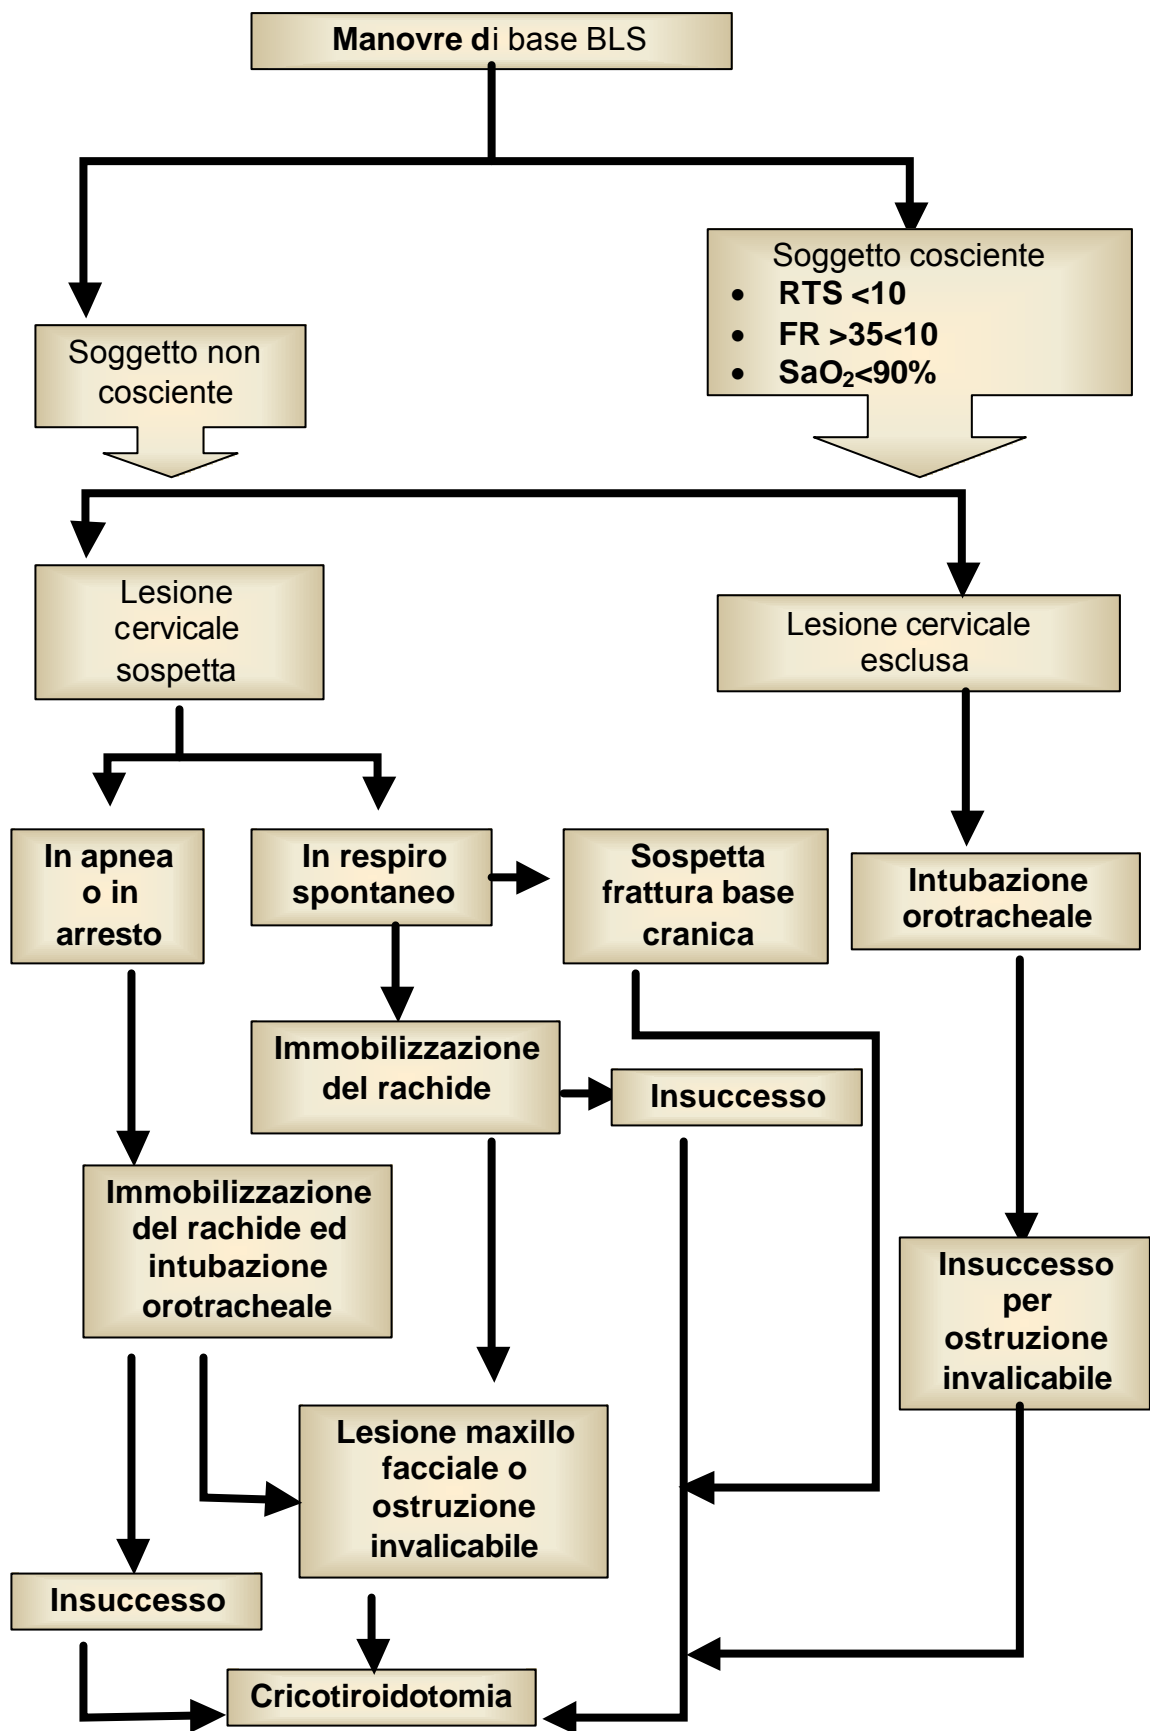 Manovre di base BLS
Soggetto cosciente
• RTS <10
• FR >35<10
• SaO₂<90%
Soggetto non
cosciente
Lesione
cervicale
sospetta
Lesione cervicale
esclusa
In apnea
o in
arresto
In respiro
spontaneo
Sospetta
frattura base
cranica
Intubazione
orotracheale
Immobilizzazione
del rachide
Insuccesso
Immobilizzazione
del rachide ed
intubazione
orotracheale
Insuccesso
per
ostruzione
invalicabile
Lesione maxillo
facciale o
ostruzione
invalicabile
Insuccesso
Cricotiroidotomia